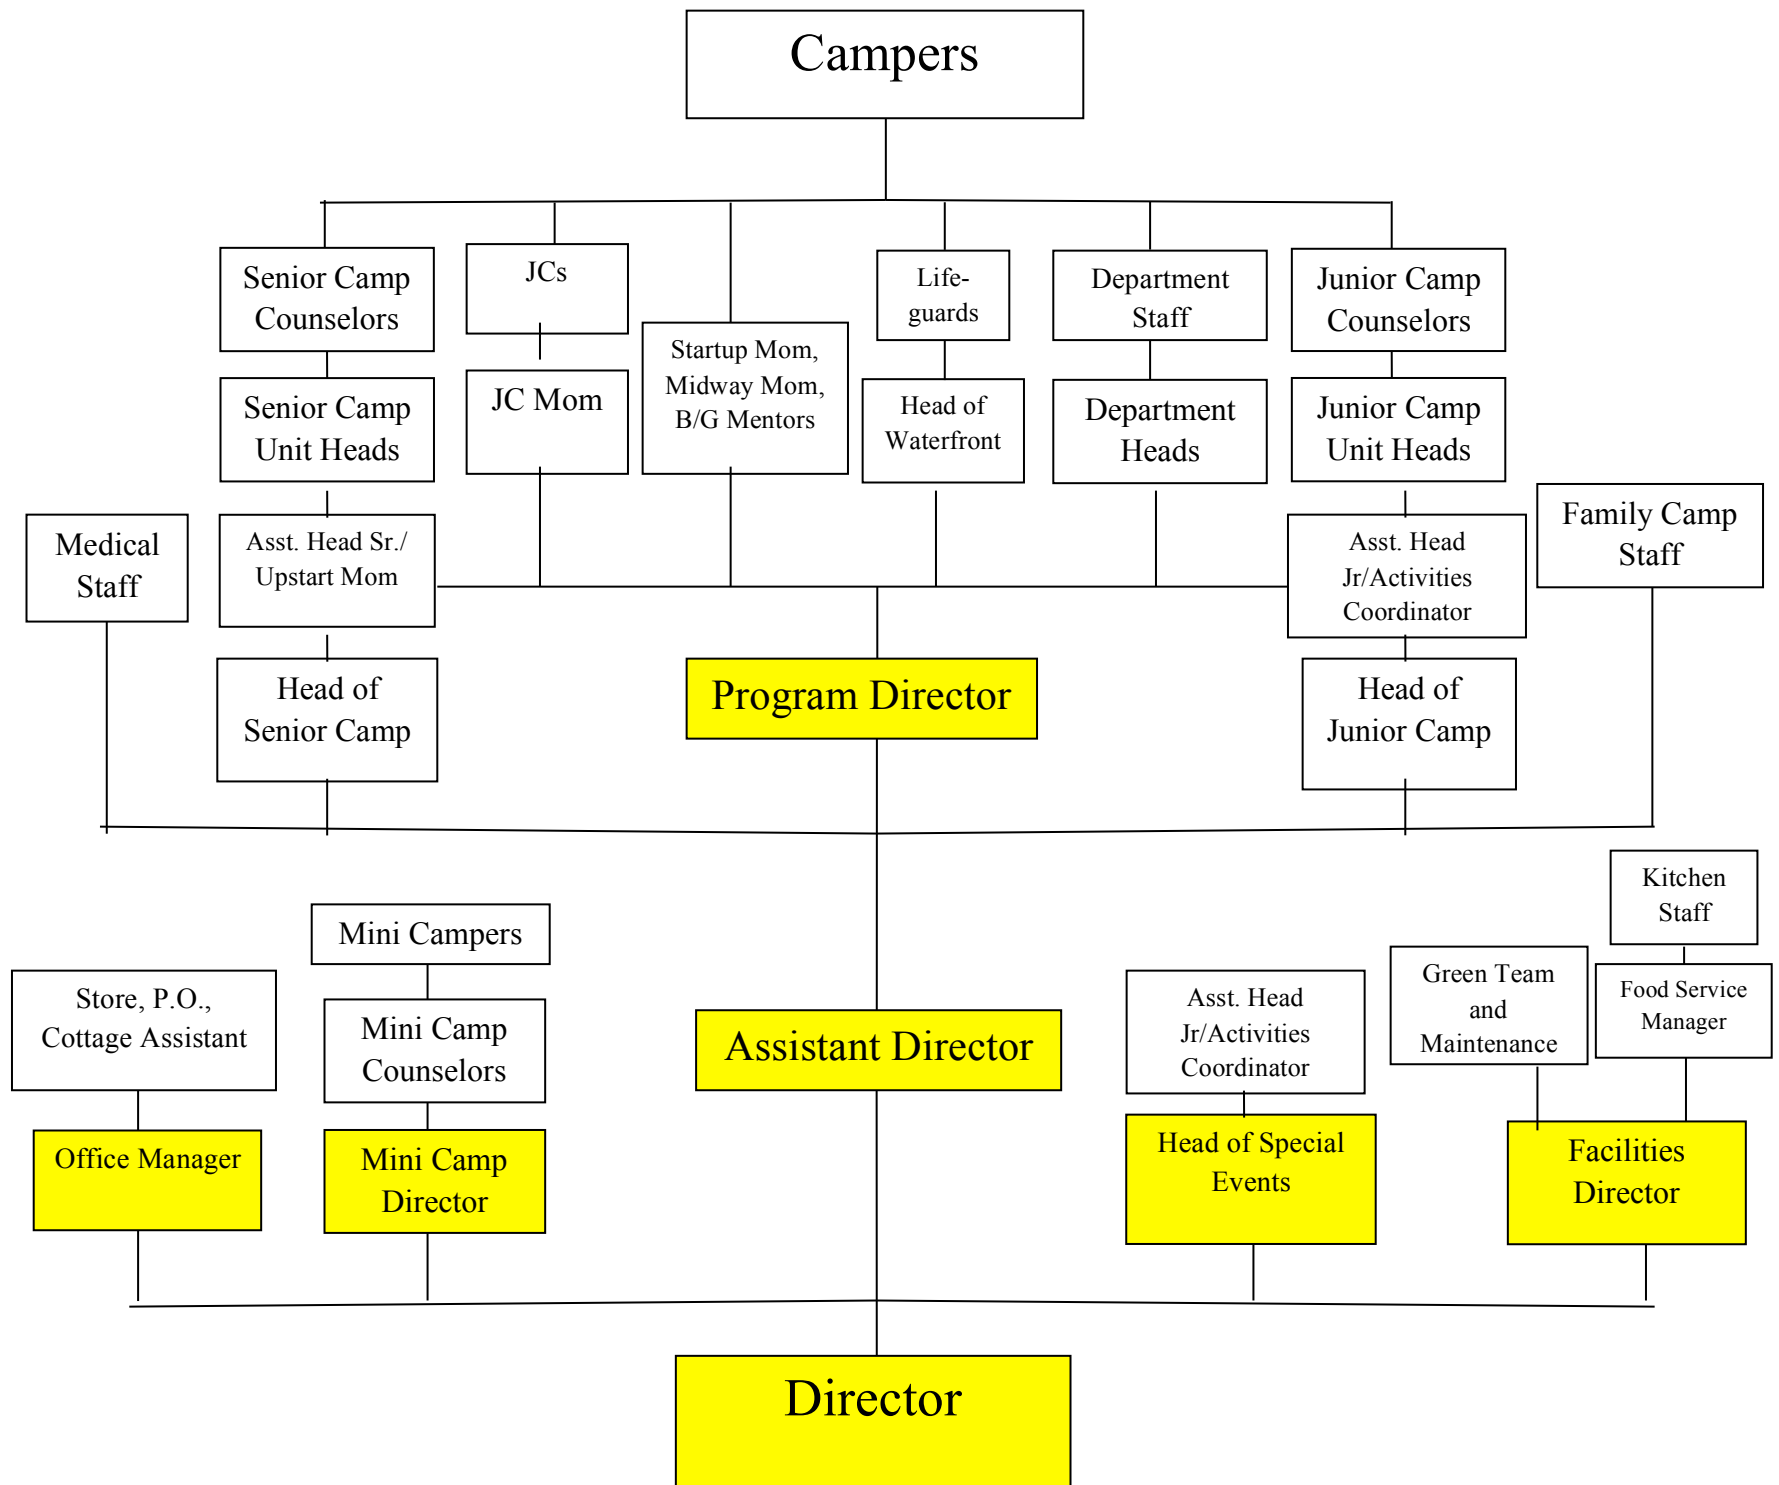 Campers
Senior Camp
Counselors
JCs
Life-
guards
Department
Staff
Junior Camp
Counselors
Senior Camp
Unit Heads
JC Mom
Startup Mom,
Midway Mom,
B/G Mentors
Head of
Waterfront
Department
Heads
Junior Camp
Unit Heads
Medical
Staff
Asst. Head Sr./
Upstart Mom
Asst. Head
Jr/Activities
Coordinator
Family Camp
Staff
Head of
Senior Camp
Program Director
Head of
Junior Camp
Kitchen
Staff
Mini Campers
Store, P.O.,
Cottage Assistant
Mini Camp
Counselors
Assistant Director
Asst. Head
Jr/Activities
Coordinator
Green Team
and
Maintenance
Food Service
Manager
Office Manager
Mini Camp
Director
Head of Special
Events
Facilities
Director
Director